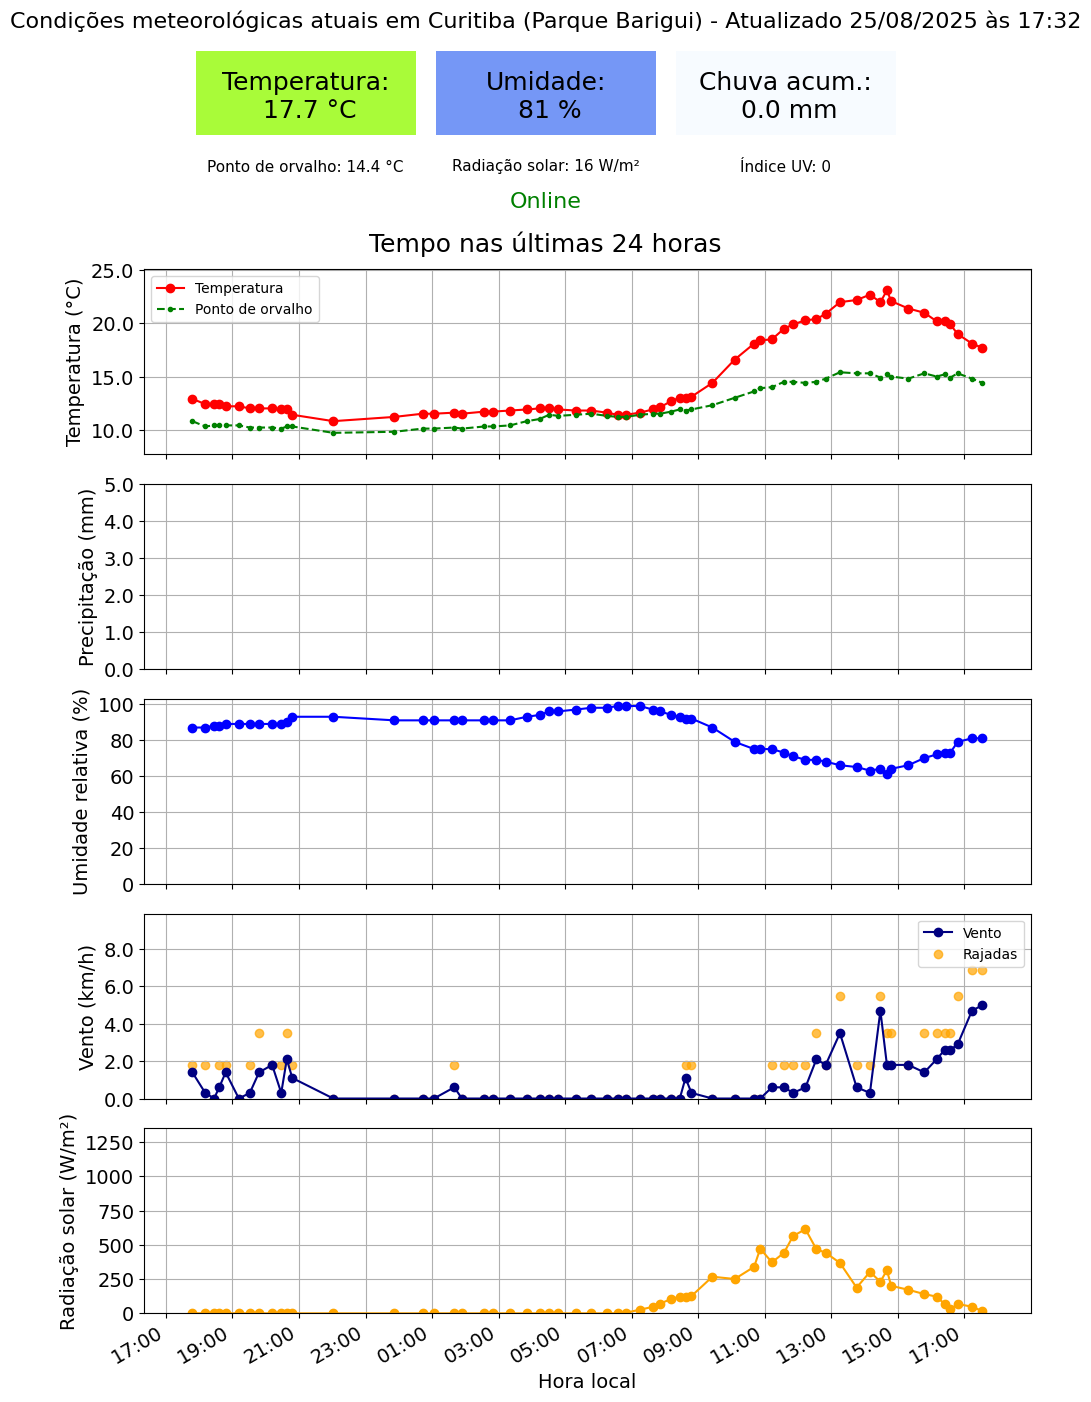 Condições meteorológicas atuais em Curitiba (Parque Barigui) - Atualizado 25/08/2025 às 17:32
Temperatura:
17.7 °C
Umidade:
81 %
Chuva acum.:
0.0 mm
Ponto de orvalho: 14.4 °C
Radiação solar: 16 W/m²
Índice UV: 0
Online
Tempo nas últimas 24 horas
Temperatura (°C)
25.0
20.0
15.0
10.0
Temperatura
Ponto de orvalho
Precipitação (mm)
5.0
4.0
3.0
2.0
1.0
0.0
Umidade relativa (%)
100
80
60
40
20
0
Vento (km/h)
8.0
6.0
4.0
2.0
0.0
Vento
Rajadas
Radiação solar (W/m²)
1250
1000
750
500
250
0
17:00
19:00
21:00
23:00
01:00
03:00
05:00
07:00
09:00
11:00
13:00
15:00
17:00
Hora local